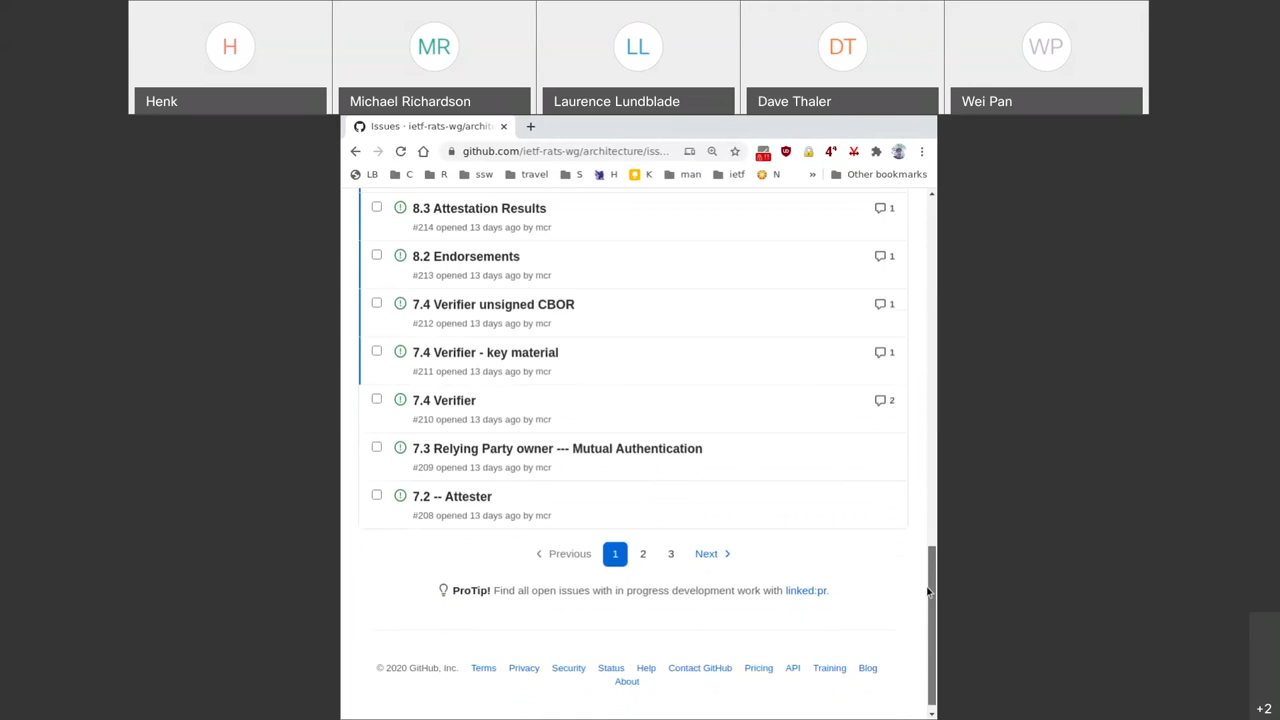 H
MR
LL
DT
WP
Henk
Michael Richardson
Laurence Lundblade
Dave Thaler
Wei Pan
Issues · ietf-rats-wg/archit
github.com/ietf-rats-wg/architecture/iss...
LB C R ssw travel S H K man ietf N » Other bookmarks
8.3 Attestation Results
1
#214 opened 13 days ago by mcr
8.2 Endorsements
1
#213 opened 13 days ago by mcr
7.4 Verifier unsigned CBOR
1
#212 opened 13 days ago by mcr
7.4 Verifier - key material
1
#211 opened 13 days ago by mcr
7.4 Verifier
2
#210 opened 13 days ago by mcr
7.3 Relying Party owner --- Mutual Authentication
#209 opened 13 days ago by mcr
7.2 -- Attester
#208 opened 13 days ago by mcr
Previous 1 2 3 Next
ProTip! Find all open issues with in progress development work with linked:pr.
© 2020 GitHub, Inc. Terms Privacy Security Status Help Contact GitHub Pricing API Training Blog
About
+2